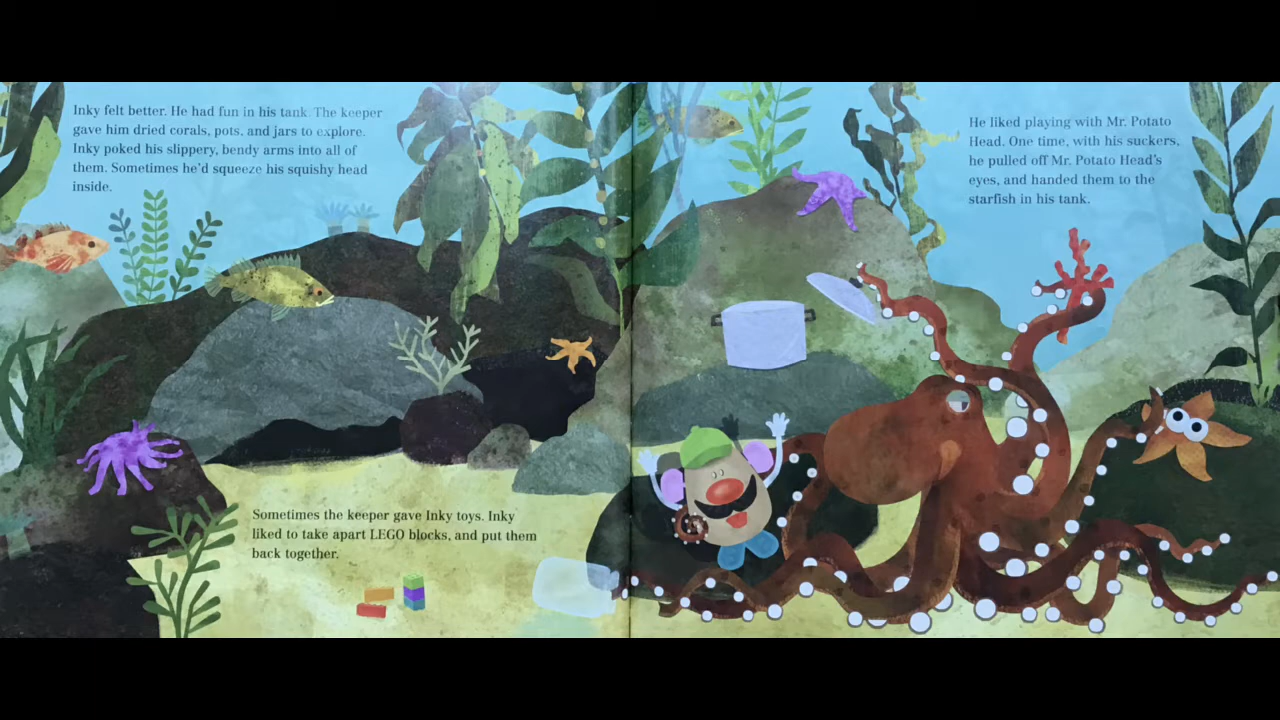 Inky felt better. He had fun in his tank. The keeper
gave him dried corals, pots, and jars to explore.
Inky poked his slippery, bendy arms into all of
them. Sometimes he'd squeeze his squishy head
inside.
Sometimes the keeper gave Inky toys. Inky
liked to take apart LEGO blocks, and put them
back together.
He liked playing with Mr. Potato
Head. One time, with his suckers,
he pulled off Mr. Potato Head's
eyes, and handed them to the
starfish in his tank.